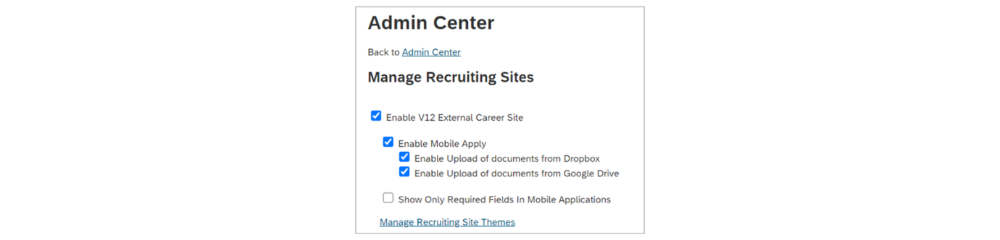 Admin Center
Back to Admin Center
Manage Recruiting Sites
Enable V12 External Career Site
Enable Mobile Apply
Enable Upload of documents from Dropbox
Enable Upload of documents from Google Drive
Show Only Required Fields In Mobile Applications
Manage Recruiting Site Themes